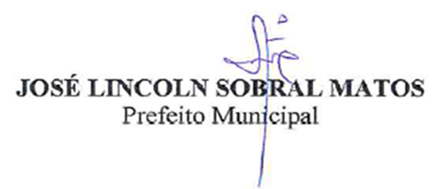 JOSÉ LINCOLN SOBRAL MATOS
Prefeito Municipal